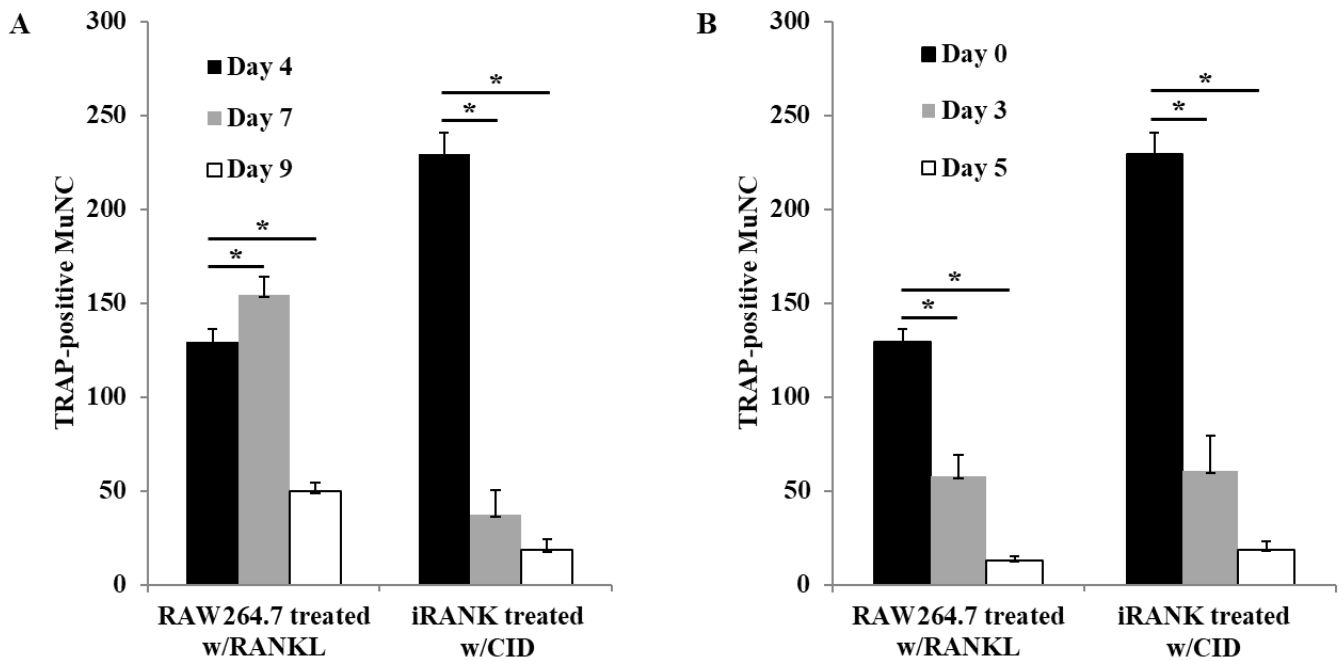 A
TRAP-positive MuNC
300
250
200
150
100
50
0
Day 4
Day 7
Day 9
*
*
*
*
RAW264.7 treated
w/RANKL
iRANK treated
w/CID
B
TRAP-positive MuNC
300
250
200
150
100
50
0
Day 0
Day 3
Day 5
*
*
*
*
RAW264.7 treated
w/RANKL
iRANK treated
w/CID